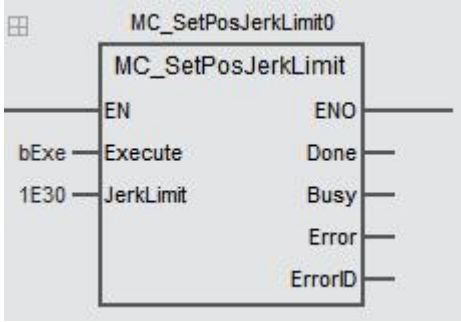 MC_SetPosJerkLimit0
MC_SetPosJerkLimit
EN ENO
bExe Execute Done
1E30 JerkLimit Busy
Error
ErrorID